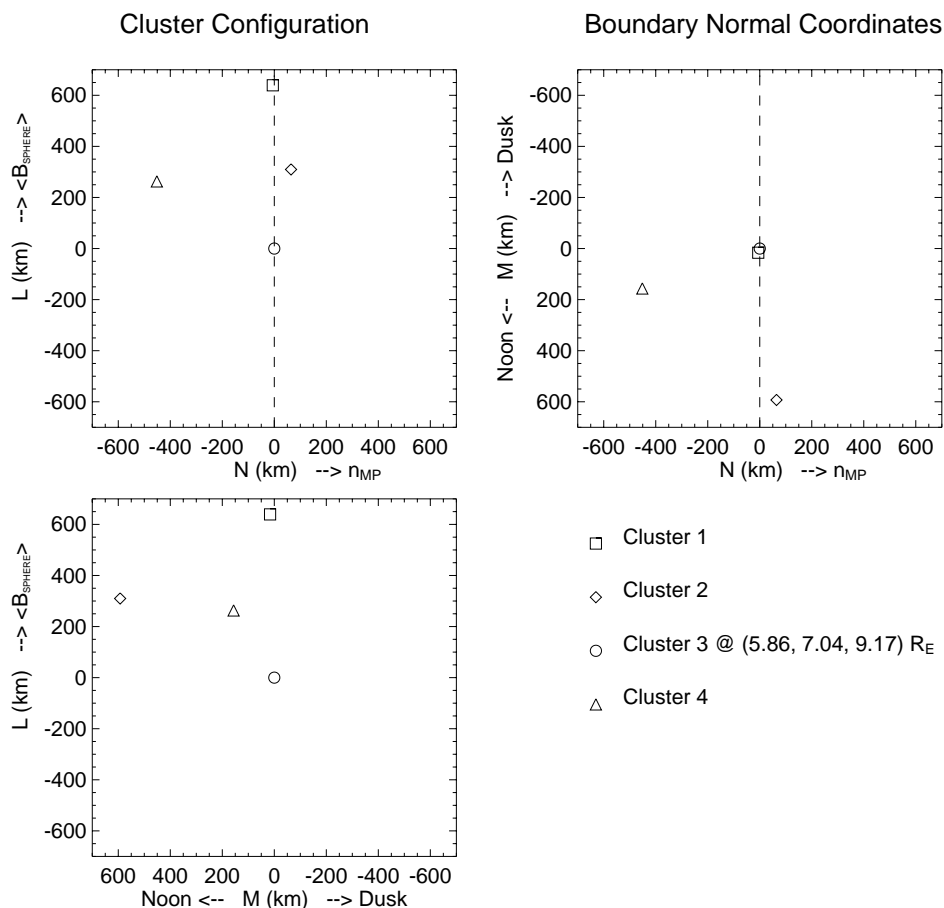 Cluster Configuration
Boundary Normal Coordinates
L (km) --> <B_SPHERE>
600
400
200
0
-200
-400
-600
-600 -400 -200 0 200 400 600
N (km) --> n_MP
Noon <-- M (km) --> Dusk
-600
-400
-200
0
200
400
600
-600 -400 -200 0 200 400 600
N (km) --> n_MP
L (km) --> <B_SPHERE>
600
400
200
0
-200
-400
-600
600 400 200 0 -200 -400 -600
Noon <-- M (km) --> Dusk
Cluster 1
Cluster 2
Cluster 3 @ (5.86, 7.04, 9.17) R_E
Cluster 4